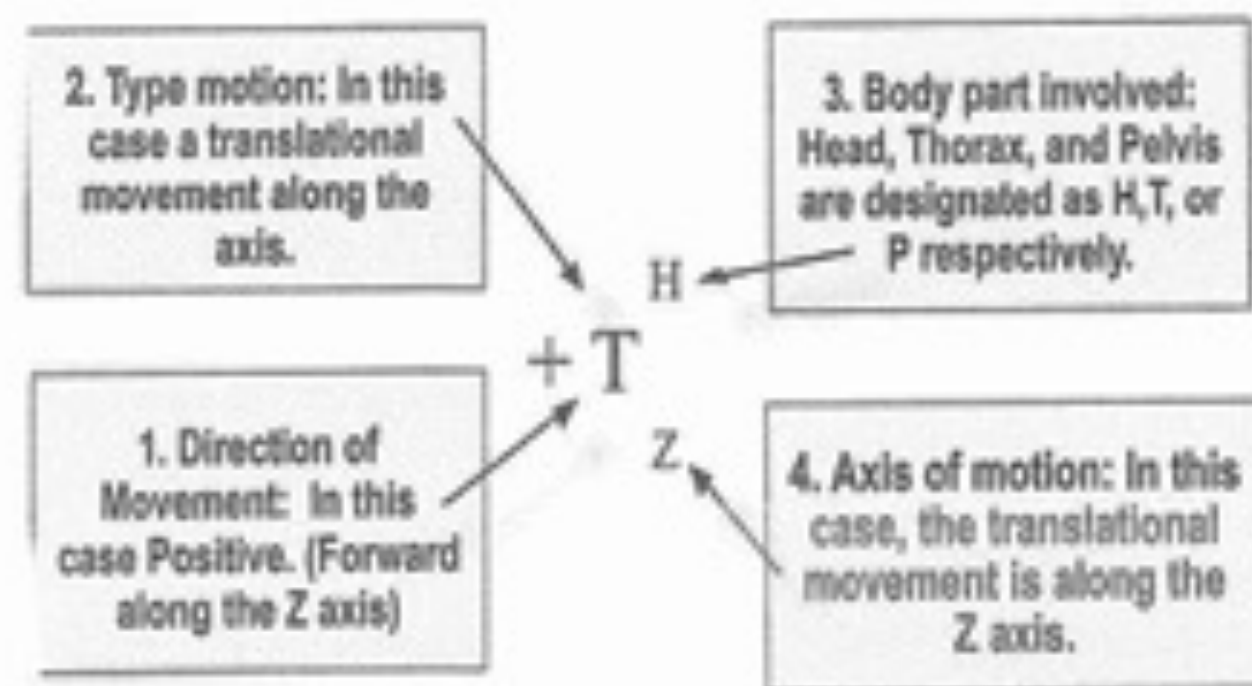 2. Type motion: In this
case a translational
movement along the
axis.
3. Body part involved:
Head, Thorax, and Pelvis
are designated as H,T, or
P respectively.
H
+ T
Z
1. Direction of
Movement: In this
case Positive. (Forward
along the Z axis)
4. Axis of motion: In this
case, the translational
movement is along the
Z axis.